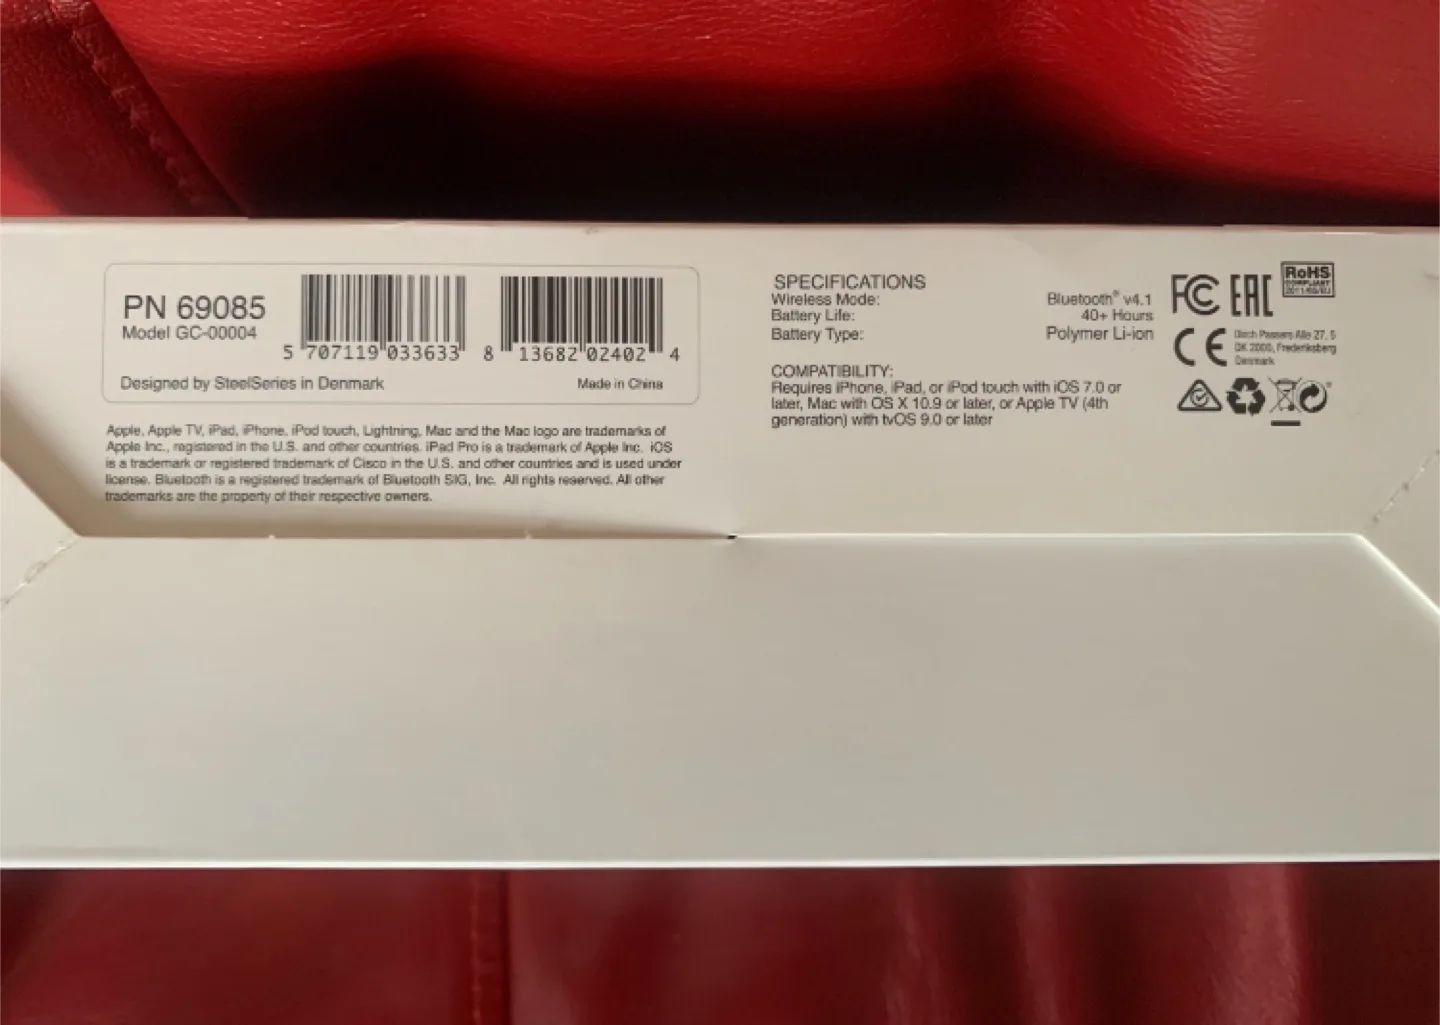 PN 69085
Model GC-00004
5 707119 033633
8 13682 02402 4
Designed by SteelSeries in Denmark
Made in China
Apple, Apple TV, iPad, iPhone, iPod touch, Lightning, Mac and the Mac logo are trademarks of
Apple Inc., registered in the U.S. and other countries. iPad Pro is a trademark of Apple Inc. iOS
is a trademark or registered trademark of Cisco in the U.S. and other countries and is used under
license. Bluetooth is a registered trademark of Bluetooth SIG, Inc. All rights reserved. All other
trademarks are the property of their respective owners.
SPECIFICATIONS
Wireless Mode: Bluetooth® v4.1
Battery Life: 40+ Hours
Battery Type: Polymer Li-ion
COMPATIBILITY:
Requires iPhone, iPad, or iPod touch with iOS 7.0 or
later, Mac with OS X 10.9 or later, or Apple TV (4th
generation) with tvOS 9.0 or later
FC EAC
RoHS
COMPLIANT
2011/65/EU
CE
Alle 27, 5
DK 2000, Frederiksberg
Denmark